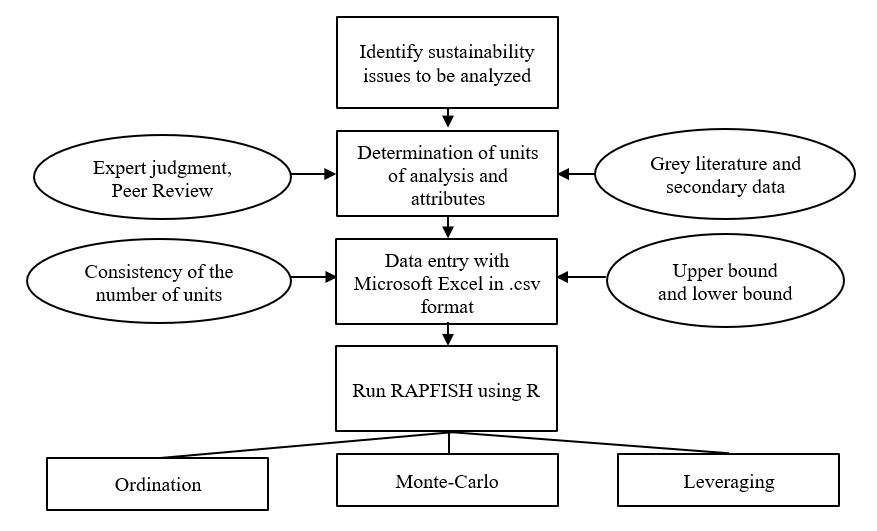 Identify sustainability
issues to be analyzed
Expert judgment,
Peer Review
Determination of units
of analysis and
attributes
Grey literature and
secondary data
Consistency of the
number of units
Data entry with
Microsoft Excel in .csv
format
Upper bound
and lower bound
Run RAPFISH using R
Ordination
Monte-Carlo
Leveraging